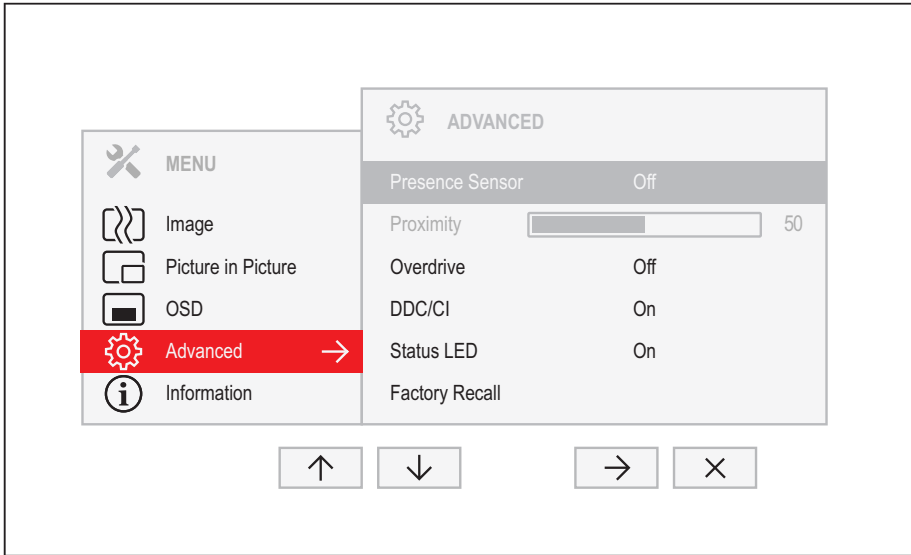 MENU
Image
Picture in Picture
OSD
Advanced
Information
ADVANCED
Presence Sensor Off
Proximity 50
Overdrive Off
DDC/CI On
Status LED On
Factory Recall